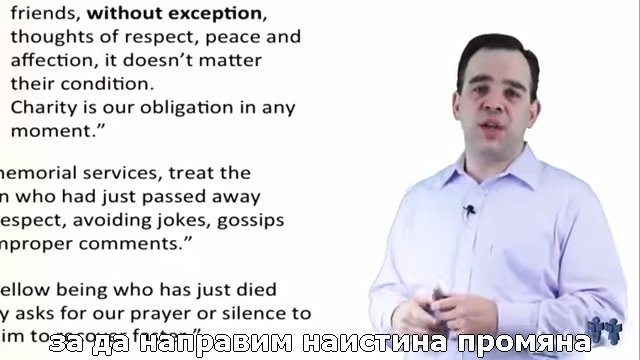 friends, without exception,
thoughts of respect, peace and
affection, it doesn’t matter
their condition.
Charity is our obligation in any
moment.”
memorial services, treat the
who had just passed away
respect, avoiding jokes, gossips
improper comments.”
fellow being who has just died
asks for our prayer or silence to
за да направим наистина промяна